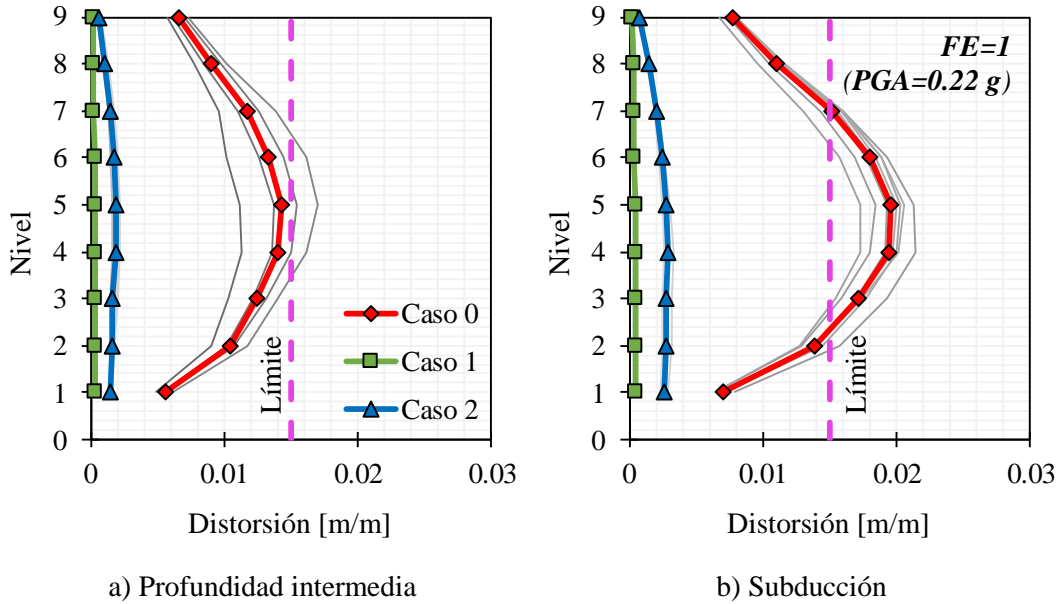 9
8
7
6
5
4
3
2
1
0
Nivel
Límite
Caso 0
Caso 1
Caso 2
0
0.01
0.02
0.03
Distorsión [m/m]
a) Profundidad intermedia
9
8
7
6
5
4
3
2
1
0
Nivel
FE=1
(PGA=0.22 g)
Límite
0
0.01
0.02
0.03
Distorsión [m/m]
b) Subducción